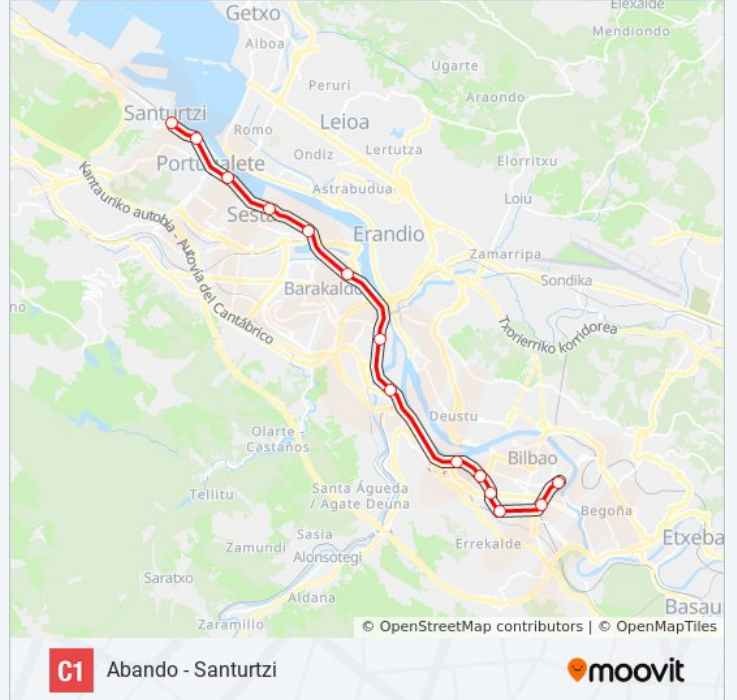 Elexalde
Getxo
Mendiondo
Aiboa
Ugarte
Peruri
Araondo
Santurtzi
Leioa
Romo
Lertutza
Ondiz
Portugalete
Elorritxu
Astrabudua
Loiu
Sestao
Erandio
Zamarripa
Kantauriko autobia - Autovía del Cantábrico
Sondika
Barakaldo
no
Txorierriko korridorea
Deustu
Olarte -
Castaños
Bilbao
Tellitu
Santa Águeda
/ Agate Deuna
Begoña
Sasia
Errekalde
Etxeba
Zamundi
Alonsotegi
Saratxo
Aldana
Basau
Zaramillo
© OpenStreetMap contributors | © OpenMapTiles
C1 Abando - Santurtzi
moovit